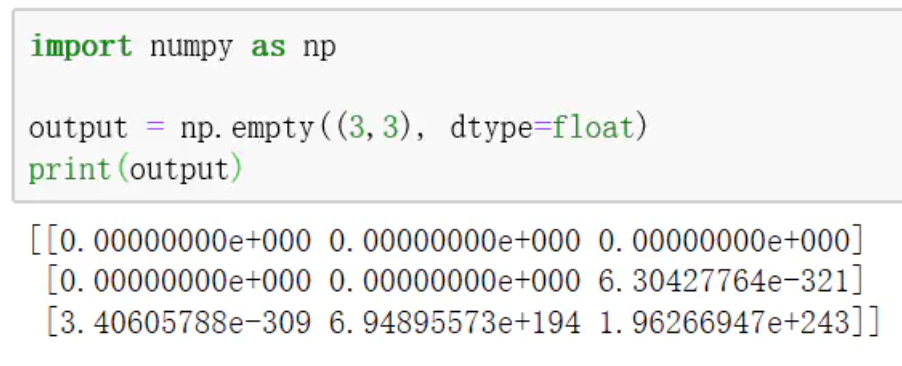 import numpy as np
output = np.empty((3,3), dtype=float)
print(output)
[[0.00000000e+000 0.00000000e+000 0.00000000e+000]
 [0.00000000e+000 0.00000000e+000 6.30427764e-321]
 [3.40605788e-309 6.94895573e+194 1.96266947e+243]]